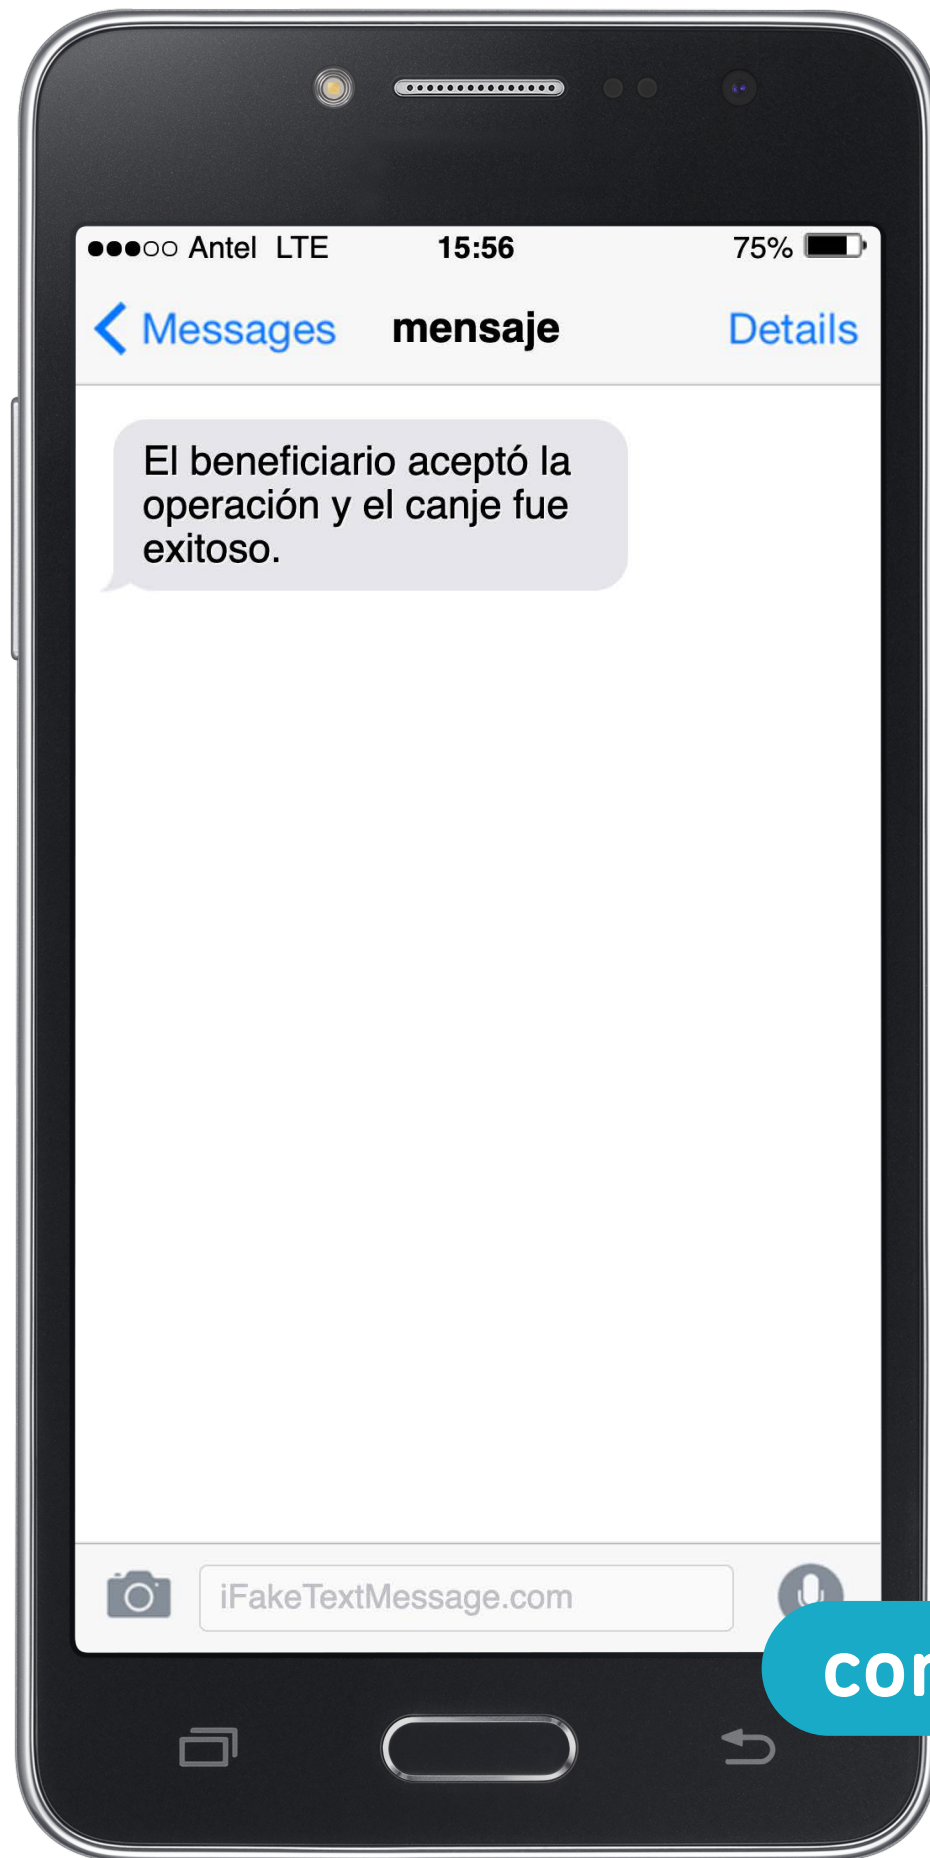 Antel LTE 15:56 75%
Messages mensaje Details
El beneficiario aceptó la
operación y el canje fue
exitoso.
iFakeTextMessage.com